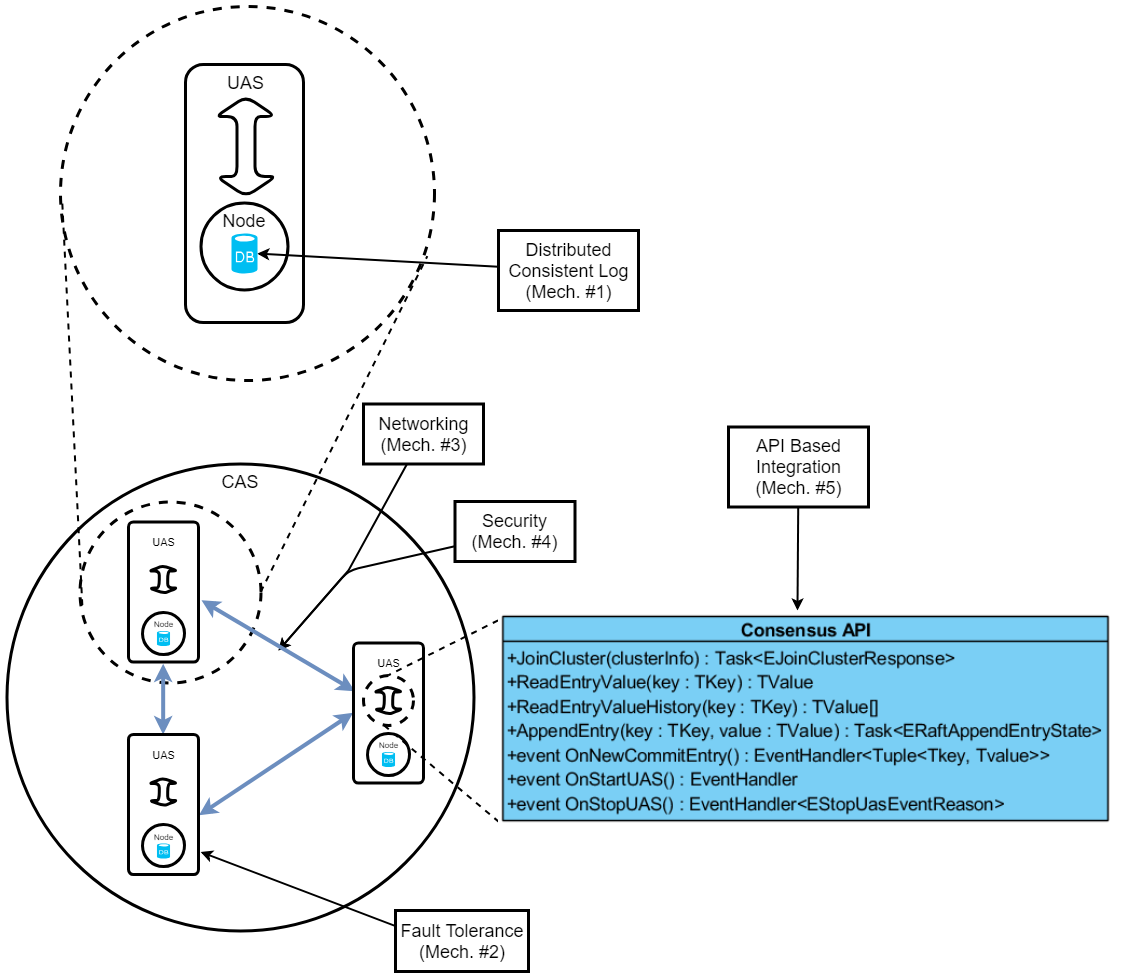 UAS
Node
DB
Distributed
Consistent Log
(Mech. #1)
Networking
(Mech. #3)
API Based
Integration
(Mech. #5)
CAS
Security
(Mech. #4)
UAS
Node
DB
UAS
Node
DB
UAS
Node
DB
Consensus API
+JoinCluster(clusterInfo) : Task<EJoinClusterResponse>
+ReadEntryValue(key : TKey) : TValue
+ReadEntryValueHistory(key : TKey) : TValue[]
+AppendEntry(key : TKey, value : TValue) : Task<ERaftAppendEntryState>
+event OnNewCommitEntry() : EventHandler<Tuple<Tkey, Tvalue>>
+event OnStartUAS() : EventHandler
+event OnStopUAS() : EventHandler<EStopUasEventReason>
Fault Tolerance
(Mech. #2)